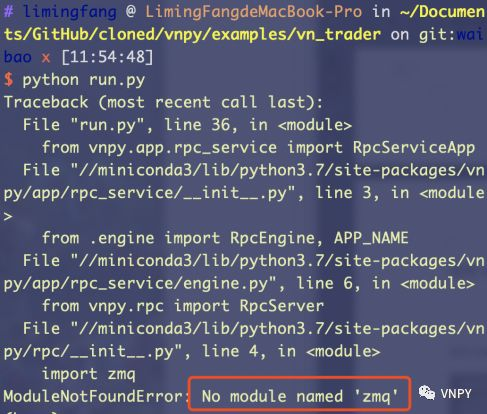 # limingfang @ LimingFangdeMacBook-Pro in ~/Documen
ts/GitHub/cloned/vnpy/examples/vn_trader on git:wai
bao x [11:54:48]
$ python run.py
Traceback (most recent call last):
  File "run.py", line 36, in <module>
    from vnpy.app.rpc_service import RpcServiceApp
  File "//miniconda3/lib/python3.7/site-packages/vn
py/app/rpc_service/__init__.py", line 3, in <module
>
    from .engine import RpcEngine, APP_NAME
  File "//miniconda3/lib/python3.7/site-packages/vn
py/app/rpc_service/engine.py", line 6, in <module>
    from vnpy.rpc import RpcServer
  File "//miniconda3/lib/python3.7/site-packages/vn
py/rpc/__init__.py", line 4, in <module>
    import zmq
ModuleNotFoundError: No module named 'zmq'
VNPY